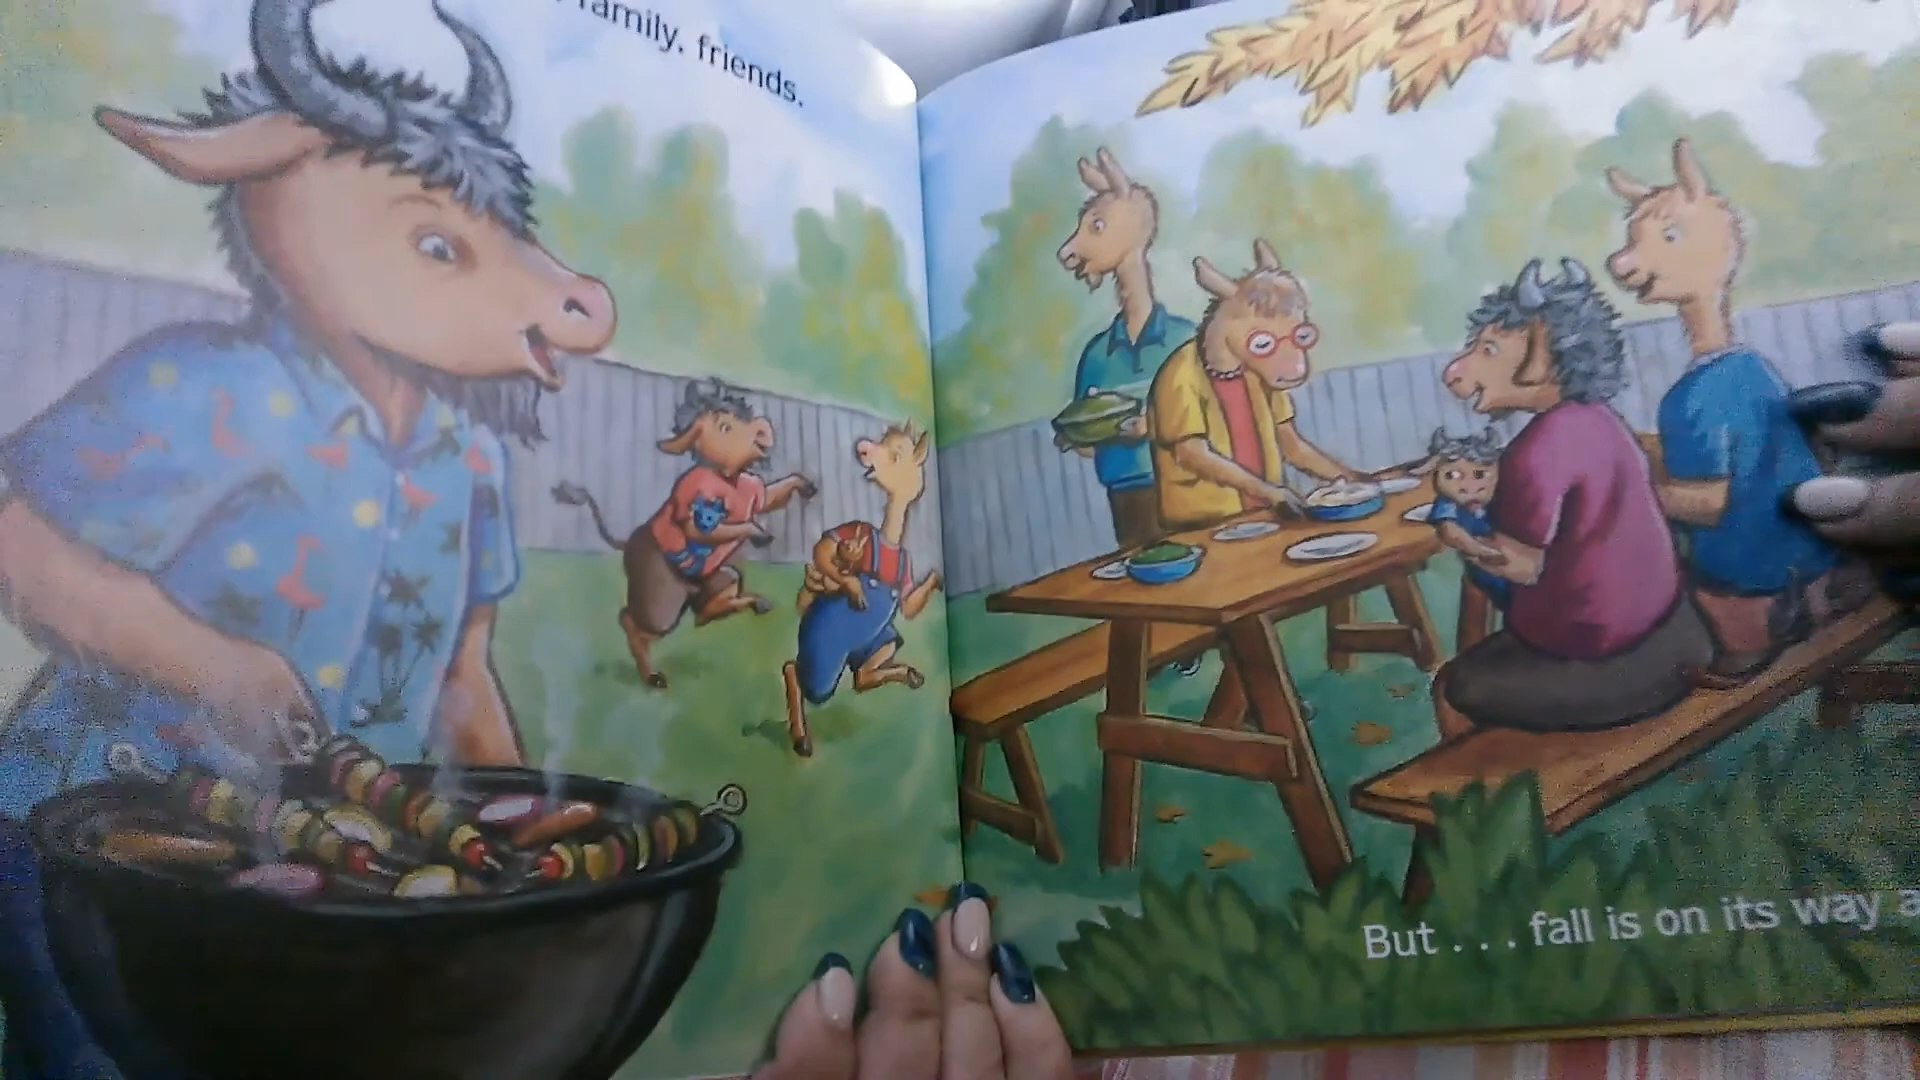 family, friends.
But . . . fall is on its way